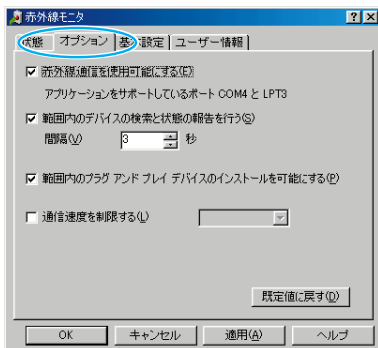 赤外線モニタ
状態 オプション 基本設定 ユーザー情報
赤外線通信を使用可能にする(E)
アプリケーションをサポートしているポート COM4 と LPT3
範囲内のデバイスの検索と状態の報告を行う(S)
間隔(V) 3 秒
範囲内のプラグ アンド プレイ デバイスのインストールを可能にする(P)
通信速度を制限する(L)
既定値に戻す(D)
OK キャンセル 適用(A) ヘルプ